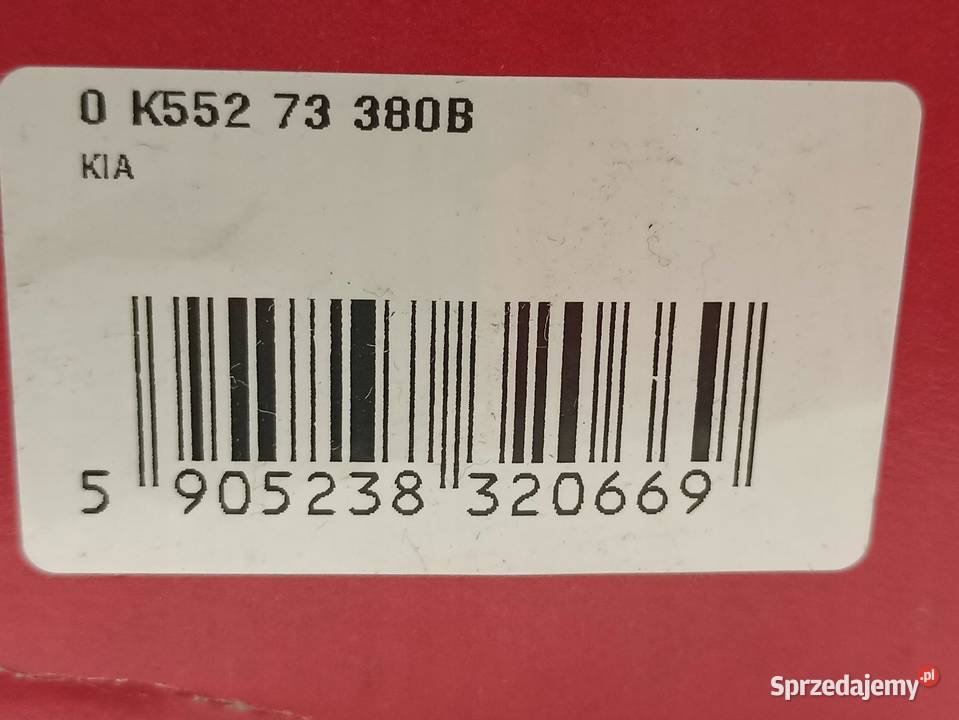 0 K552 73 380B
KIA
5 905238 320669
Sprzedajemy.pl